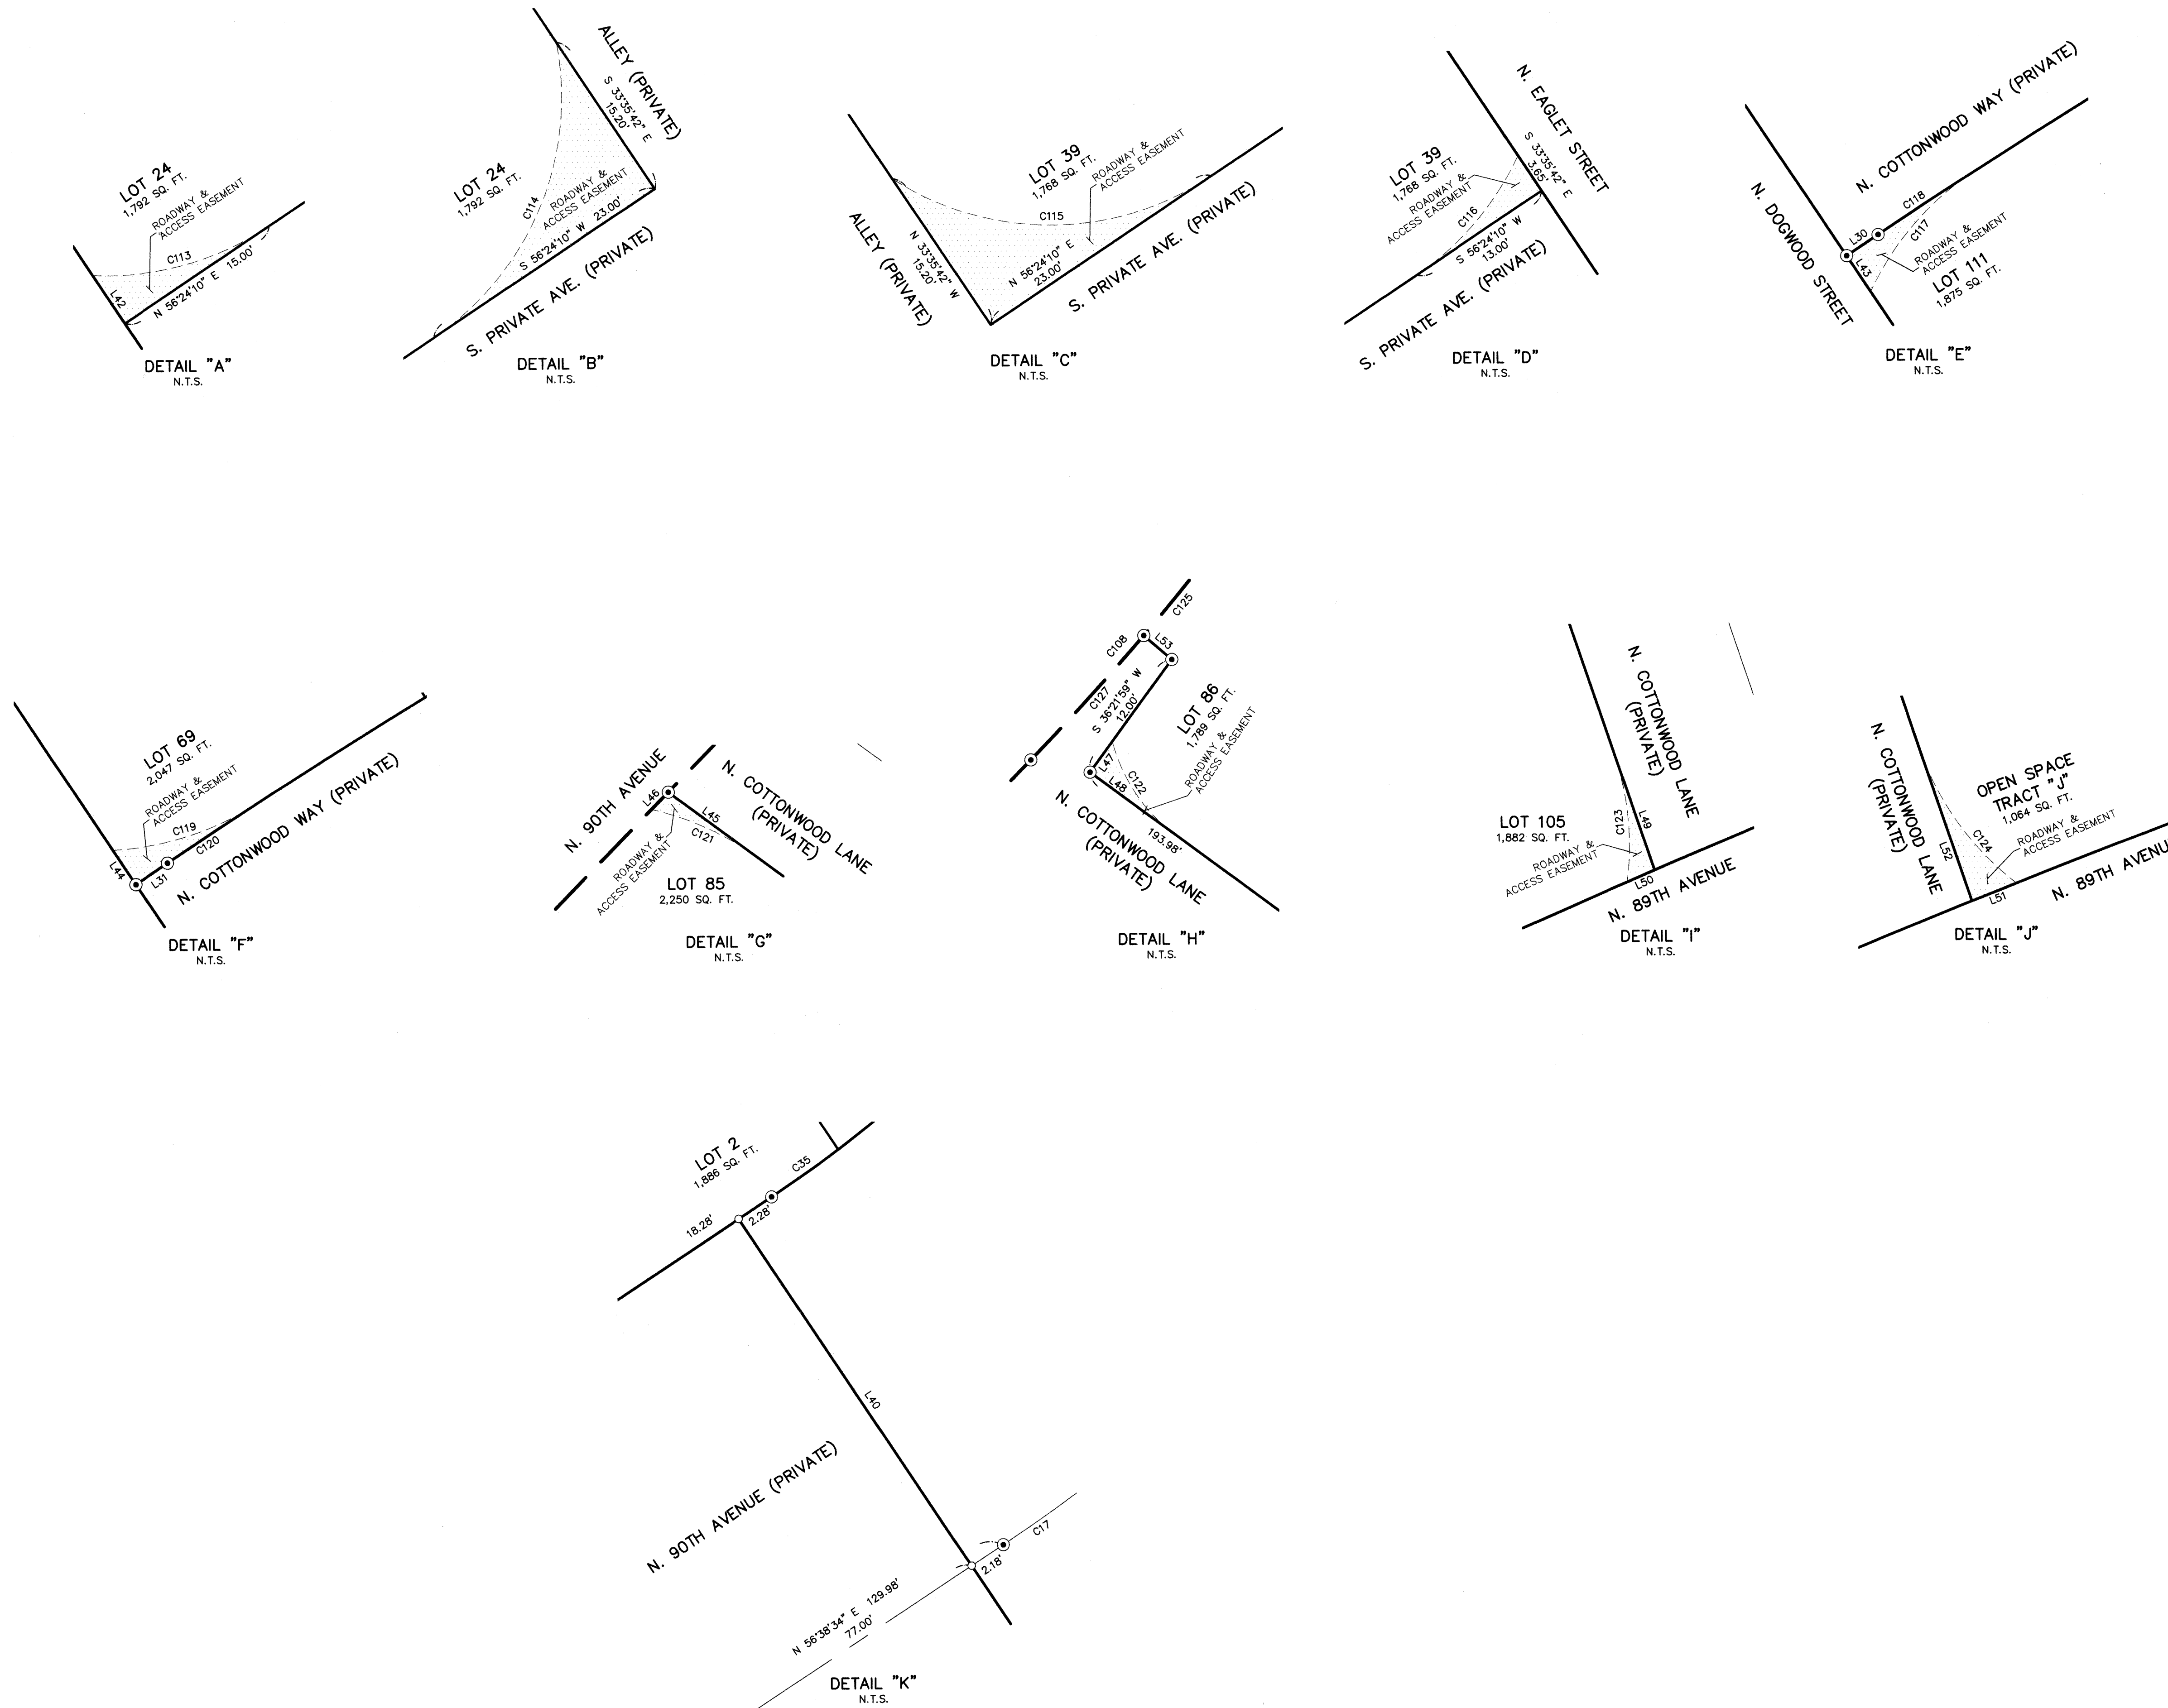 LOT 24
1,792 SQ. FT.
ROADWAY &
ACCESS EASEMENT
C113
L42
N 56°24'10" E 15.00'
DETAIL "A"
N.T.S.
ALLEY (PRIVATE)
S 33°35'42" E
15.20'
LOT 24
1,792 SQ. FT.
C114
ROADWAY &
ACCESS EASEMENT
S 56°24'10" W 23.00'
S. PRIVATE AVE. (PRIVATE)
DETAIL "B"
N.T.S.
LOT 39
1,768 SQ. FT.
ROADWAY &
ACCESS EASEMENT
C115
ALLEY (PRIVATE)
N 33°35'42" W
15.20'
N 56°24'10" E
23.00'
S. PRIVATE AVE. (PRIVATE)
DETAIL "C"
N.T.S.
N. EAGLET STREET
S 33°35'42" E
3.65'
LOT 39
1,768 SQ. FT.
ROADWAY &
ACCESS EASEMENT
C116
S 56°24'10" W
13.00'
S. PRIVATE AVE. (PRIVATE)
DETAIL "D"
N.T.S.
N. COTTONWOOD WAY (PRIVATE)
N. DOGWOOD STREET
L30
C118
C117
L43
ROADWAY &
ACCESS EASEMENT
LOT 111
1,875 SQ. FT.
DETAIL "E"
N.T.S.
LOT 69
2,047 SQ. FT.
ROADWAY &
ACCESS EASEMENT
C119
C120
L44
L31
N. COTTONWOOD WAY (PRIVATE)
DETAIL "F"
N.T.S.
N. 90TH AVENUE
L46
L45
C121
N. COTTONWOOD LANE
(PRIVATE)
ROADWAY &
ACCESS EASEMENT
LOT 85
2,250 SQ. FT.
DETAIL "G"
N.T.S.
C125
C108
L53
C127
S 36°21'59" W
12.00'
LOT 86
1,789 SQ. FT.
ROADWAY &
ACCESS EASEMENT
L47
C122
L48
193.98'
N. COTTONWOOD LANE
(PRIVATE)
DETAIL "H"
N.T.S.
N. COTTONWOOD LANE
(PRIVATE)
C123
L49
LOT 105
1,882 SQ. FT.
ROADWAY &
ACCESS EASEMENT
L50
N. 89TH AVENUE
DETAIL "I"
N.T.S.
N. COTTONWOOD LANE
(PRIVATE)
OPEN SPACE
TRACT "J"
1,064 SQ. FT.
ROADWAY &
ACCESS EASEMENT
L52
C124
L51
N. 89TH AVENU
DETAIL "J"
N.T.S.
LOT 2
1,886 SQ. FT.
C35
18.28'
2.28'
L40
N. 90TH AVENUE (PRIVATE)
C17
2.18'
N 56°38'34" E 129.98'
77.00'
DETAIL "K"
N.T.S.